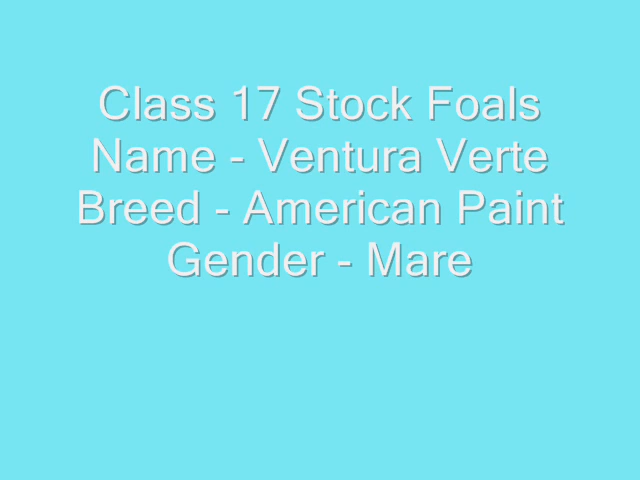 Class 17 Stock Foals
Name - Ventura Verte
Breed - American Paint
Gender - Mare